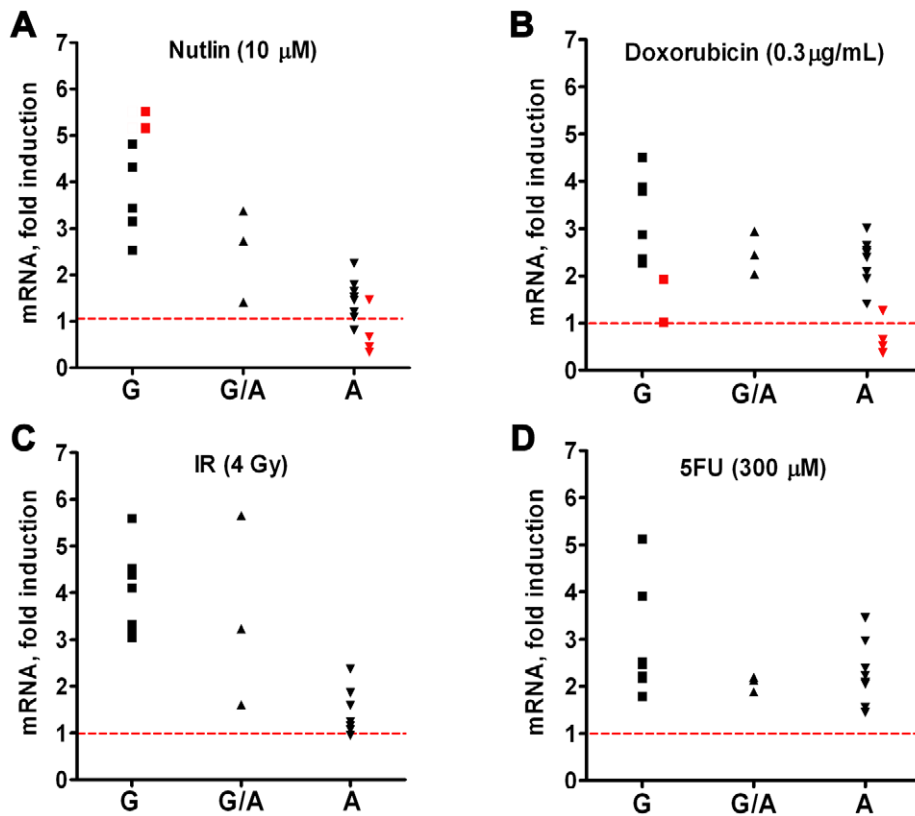 A
Nutlin (10 μM)
mRNA, fold induction
7
6
5
4
3
2
1
0
G G/A A
B
Doxorubicin (0.3μg/mL)
mRNA, fold induction
7
6
5
4
3
2
1
0
G G/A A
C
IR (4 Gy)
mRNA, fold induction
7
6
5
4
3
2
1
0
G G/A A
D
5FU (300 μM)
mRNA, fold induction
7
6
5
4
3
2
1
0
G G/A A